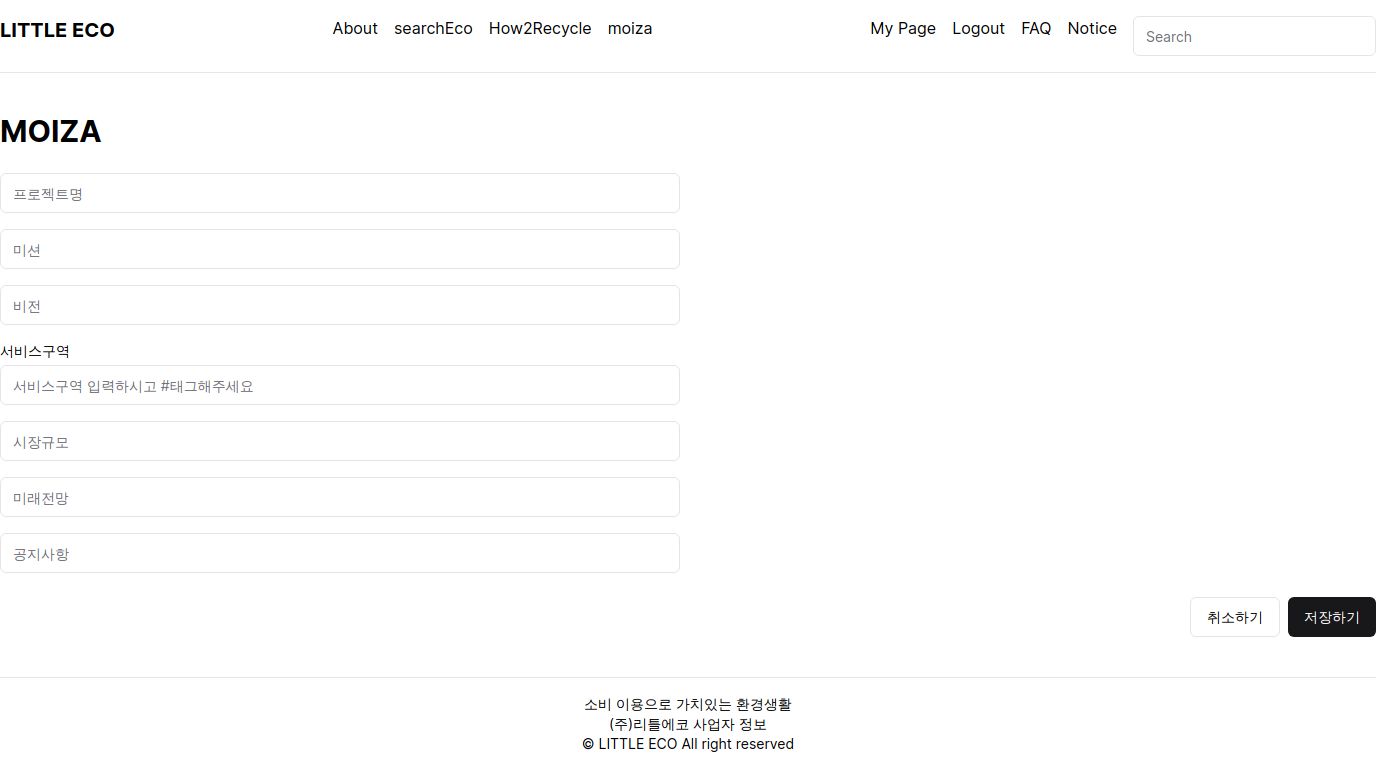 LITTLE ECO
About searchEco How2Recycle moiza
My Page Logout FAQ Notice Search
MOIZA
프로젝트명
미션
비전
서비스구역
서비스구역 입력하시고 #태그해주세요
시장규모
미래전망
공지사항
취소하기 저장하기
소비 이용으로 가치있는 환경생활
(주)리틀에코 사업자 정보
© LITTLE ECO All right reserved